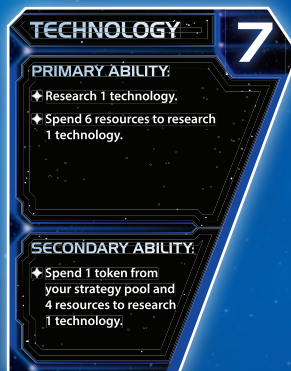 TECHNOLOGY 7
PRIMARY ABILITY:
Research 1 technology.
Spend 6 resources to research
1 technology.
SECONDARY ABILITY:
Spend 1 token from
your strategy pool and
4 resources to research
1 technology.